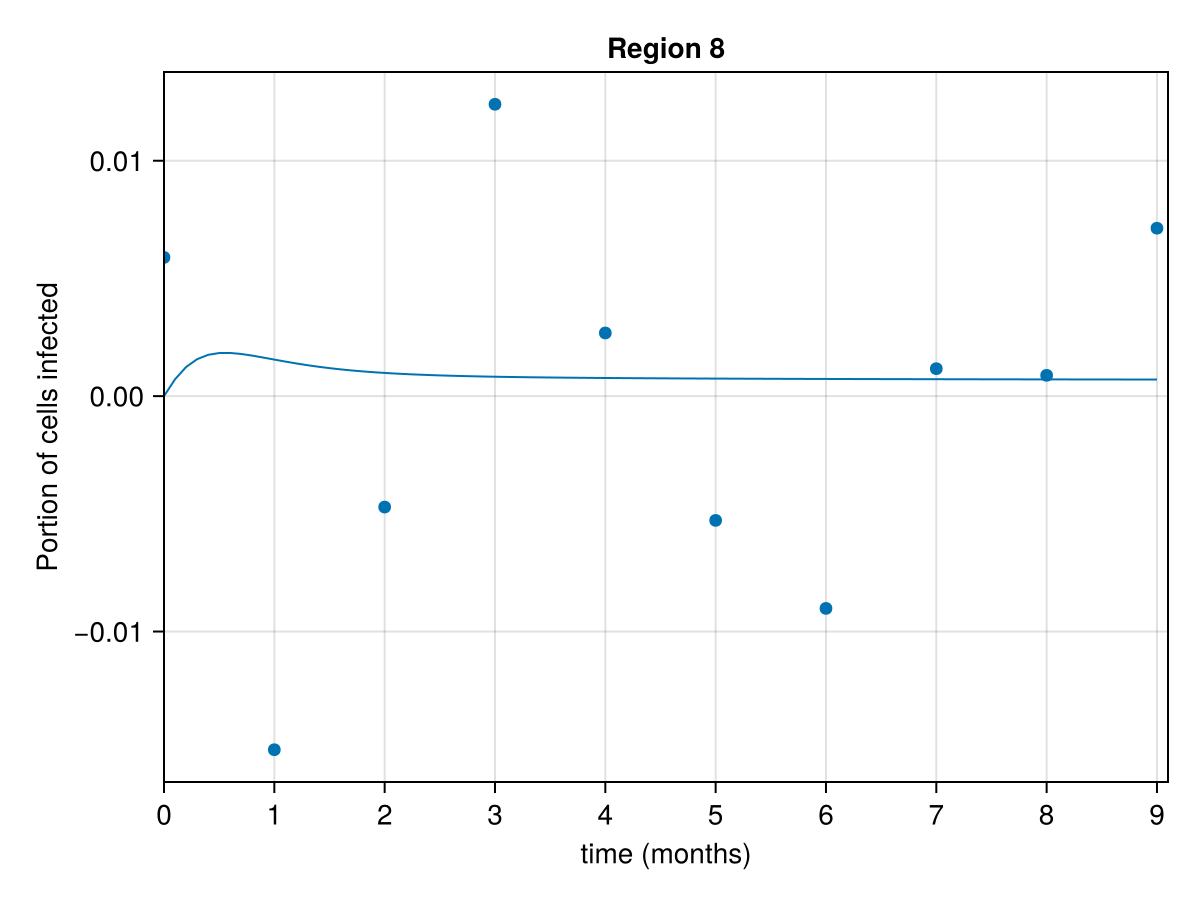 Region 8
Portion of cells infected
0.01
0.00
−0.01
0 1 2 3 4 5 6 7 8 9
time (months)